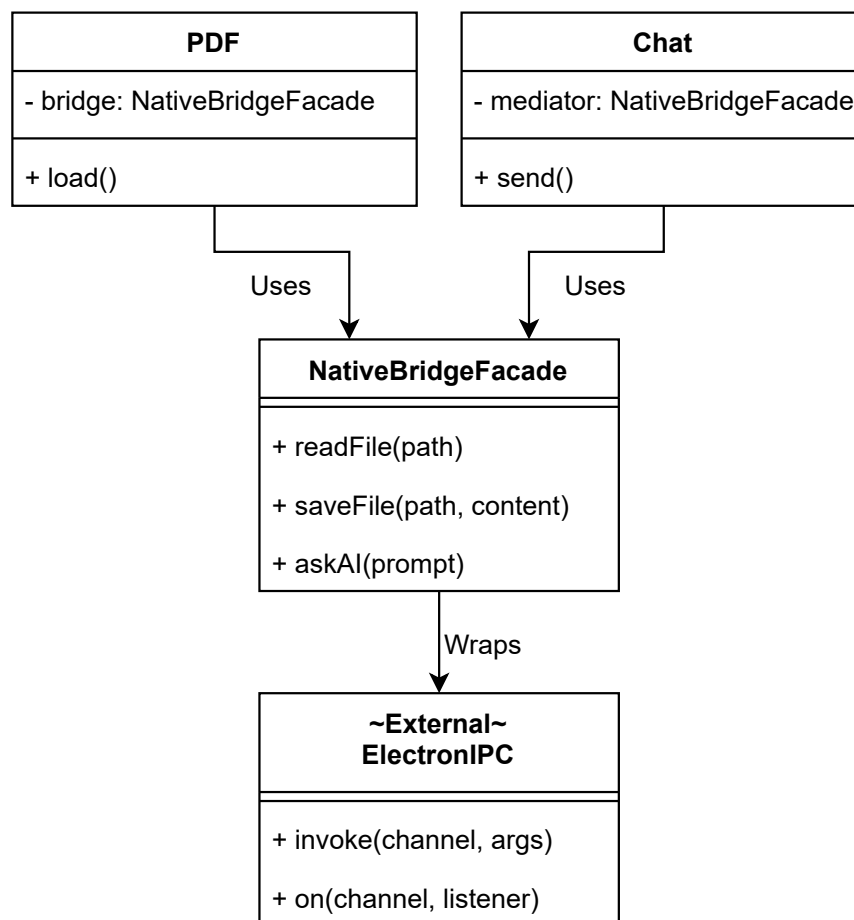 PDF
- bridge: NativeBridgeFacade
+ load()
Chat
- mediator: NativeBridgeFacade
+ send()
Uses
Uses
NativeBridgeFacade
+ readFile(path)
+ saveFile(path, content)
+ askAI(prompt)
Wraps
~External~
ElectronIPC
+ invoke(channel, args)
+ on(channel, listener)